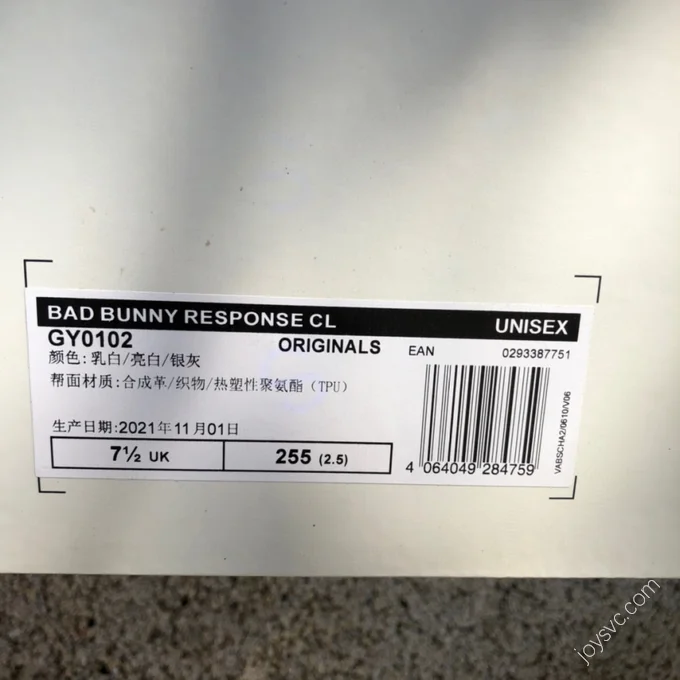 BAD BUNNY RESPONSE CL
UNISEX
GY0102
ORIGINALS
颜色:乳白/亮白/银灰
帮面材质:合成革/织物/热塑性聚氨酯（TPU）
生产日期:2021年11月01日
7½ UK
255 (2.5)
EAN
0293387751
4 064049 284759
VABSCHA2/0610/V06
joysvc.com